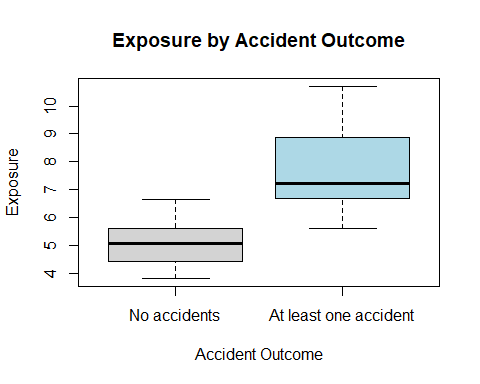 Exposure by Accident Outcome
Exposure
10
9
8
7
6
5
4
No accidents
At least one accident
Accident Outcome